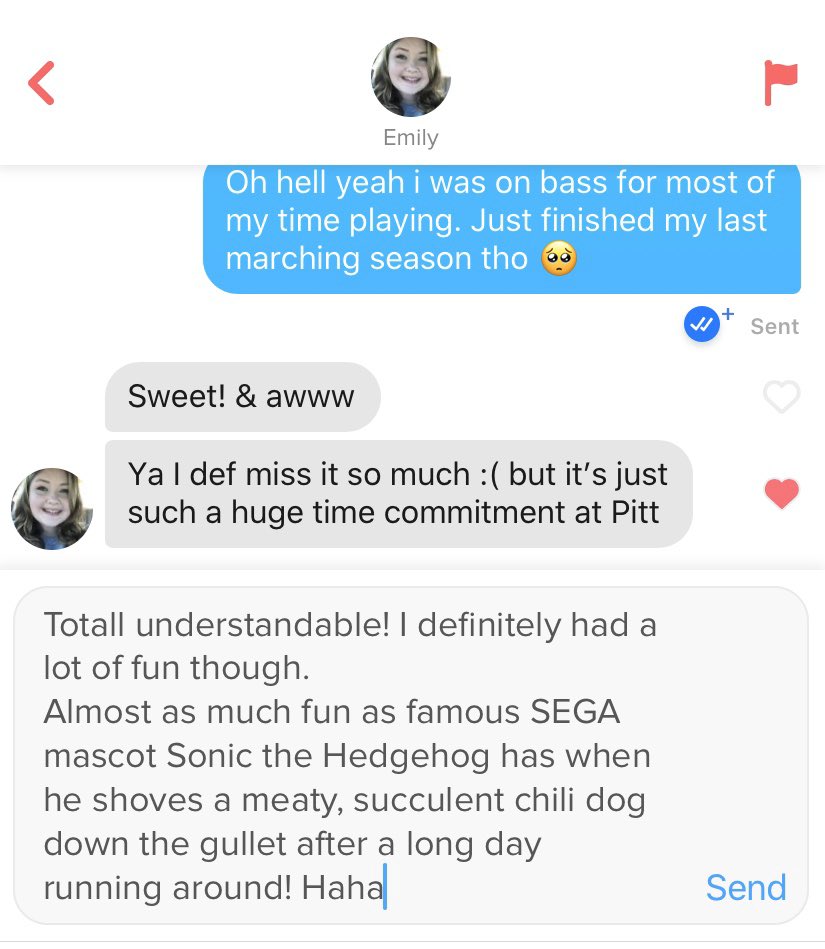 Emily
Oh hell yeah i was on bass for most of
my time playing. Just finished my last
marching season tho 🥺
Sent
Sweet! & awww
Ya I def miss it so much :( but it's just
such a huge time commitment at Pitt
Totall understandable! I definitely had a
lot of fun though.
Almost as much fun as famous SEGA
mascot Sonic the Hedgehog has when
he shoves a meaty, succulent chili dog
down the gullet after a long day
running around! Haha
Send